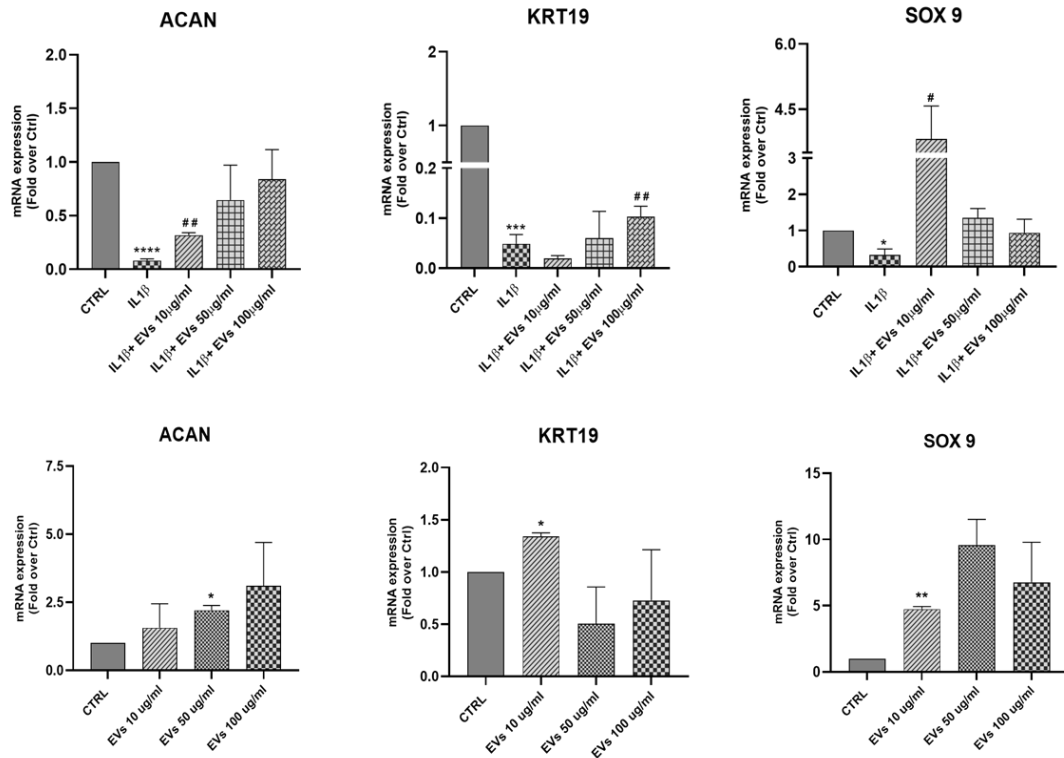 ACAN
mRNA expression
(Fold over Ctrl)
2.0
1.5
1.0
0.5
0.0
****
##
CTRL
IL1β
IL1β+ EVs 10µg/ml
IL1β+ EVs 50µg/ml
IL1β+ EVs 100µg/ml
KRT19
mRNA expression
(Fold over Ctrl)
2
1
0.2
0.1
0.0
***
##
CTRL
IL1β
IL1β+ EVs 10µg/ml
IL1β+ EVs 50µg/ml
IL1β+ EVs 100µg/ml
SOX 9
mRNA expression
(Fold over Ctrl)
6.0
4.5
3
2
1
0
*
#
CTRL
IL1β
IL1β+ EVs 10µg/ml
IL1β+ EVs 50µg/ml
IL1β+ EVs 100µg/ml
ACAN
mRNA expression
(Fold over Ctrl)
7.5
5.0
2.5
0.0
*
CTRL
EVs 10 ug/ml
EVs 50 ug/ml
EVs 100 ug/ml
KRT19
mRNA expression
(Fold over Ctrl)
2.0
1.5
1.0
0.5
0.0
*
CTRL
EVs 10 ug/ml
EVs 50 ug/ml
EVs 100 ug/ml
SOX 9
mRNA expression
(Fold over Ctrl)
15
10
5
0
**
CTRL
EVs 10 ug/ml
EVs 50 ug/ml
EVs 100 ug/ml